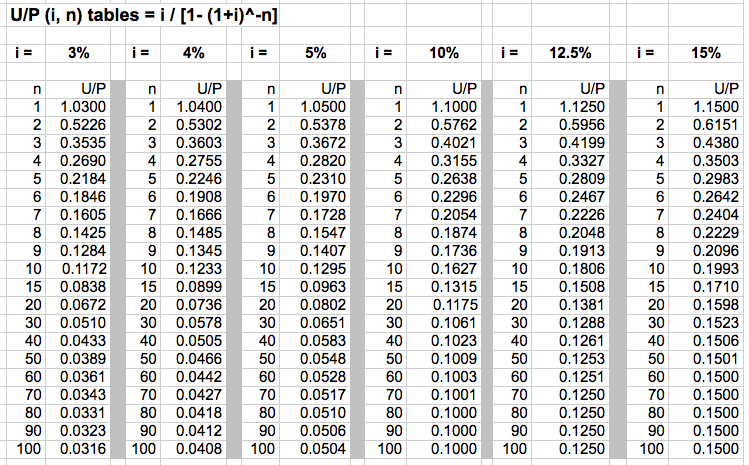 U/P (i, n) tables = i / [1- (1+i)^-n]
i = 3% i = 4% i = 5% i = 10% i = 12.5% i = 15%
n U/P n U/P n U/P n U/P n U/P n U/P
1 1.0300 1 1.0400 1 1.0500 1 1.1000 1 1.1250 1 1.1500
2 0.5226 2 0.5302 2 0.5378 2 0.5762 2 0.5956 2 0.6151
3 0.3535 3 0.3603 3 0.3672 3 0.4021 3 0.4199 3 0.4380
4 0.2690 4 0.2755 4 0.2820 4 0.3155 4 0.3327 4 0.3503
5 0.2184 5 0.2246 5 0.2310 5 0.2638 5 0.2809 5 0.2983
6 0.1846 6 0.1908 6 0.1970 6 0.2296 6 0.2467 6 0.2642
7 0.1605 7 0.1666 7 0.1728 7 0.2054 7 0.2226 7 0.2404
8 0.1425 8 0.1485 8 0.1547 8 0.1874 8 0.2048 8 0.2229
9 0.1284 9 0.1345 9 0.1407 9 0.1736 9 0.1913 9 0.2096
10 0.1172 10 0.1233 10 0.1295 10 0.1627 10 0.1806 10 0.1993
15 0.0838 15 0.0899 15 0.0963 15 0.1315 15 0.1508 15 0.1710
20 0.0672 20 0.0736 20 0.0802 20 0.1175 20 0.1381 20 0.1598
30 0.0510 30 0.0578 30 0.0651 30 0.1061 30 0.1288 30 0.1523
40 0.0433 40 0.0505 40 0.0583 40 0.1023 40 0.1261 40 0.1506
50 0.0389 50 0.0466 50 0.0548 50 0.1009 50 0.1253 50 0.1501
60 0.0361 60 0.0442 60 0.0528 60 0.1003 60 0.1251 60 0.1500
70 0.0343 70 0.0427 70 0.0517 70 0.1001 70 0.1250 70 0.1500
80 0.0331 80 0.0418 80 0.0510 80 0.1000 80 0.1250 80 0.1500
90 0.0323 90 0.0412 90 0.0506 90 0.1000 90 0.1250 90 0.1500
100 0.0316 100 0.0408 100 0.0504 100 0.1000 100 0.1250 100 0.1500